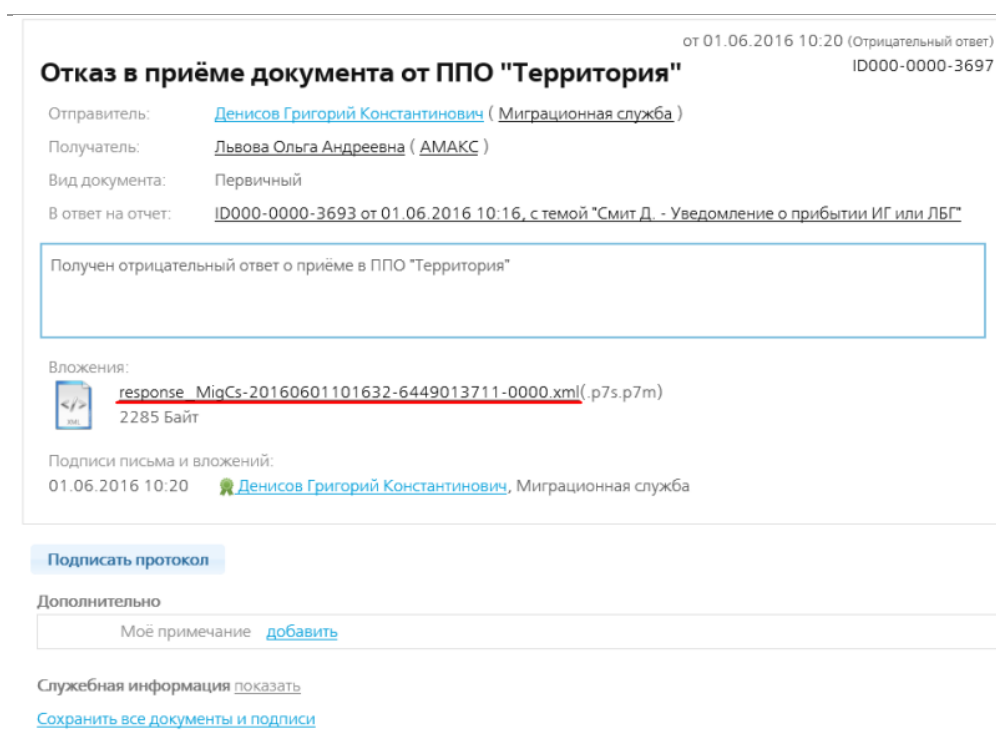 от 01.06.2016 10:20 (Отрицательный ответ)
Отказ в приёме документа от ППО "Территория"
ID000-0000-3697
Отправитель: Денисов Григорий Константинович ( Миграционная служба )
Получатель: Львова Ольга Андреевна ( АМАКС )
Вид документа: Первичный
В ответ на отчет: ID000-0000-3693 от 01.06.2016 10:16, с темой "Смит Д. - Уведомление о прибытии ИГ или ЛБГ"
Получен отрицательный ответ о приёме в ППО "Территория"
Вложения:
response_MigCs-20160601101632-6449013711-0000.xml(.p7s.p7m)
XML
2285 Байт
Подписи письма и вложений:
01.06.2016 10:20 Денисов Григорий Константинович, Миграционная служба
Подписать протокол
Дополнительно
Моё примечание добавить
Служебная информация показать
Сохранить все документы и подписи